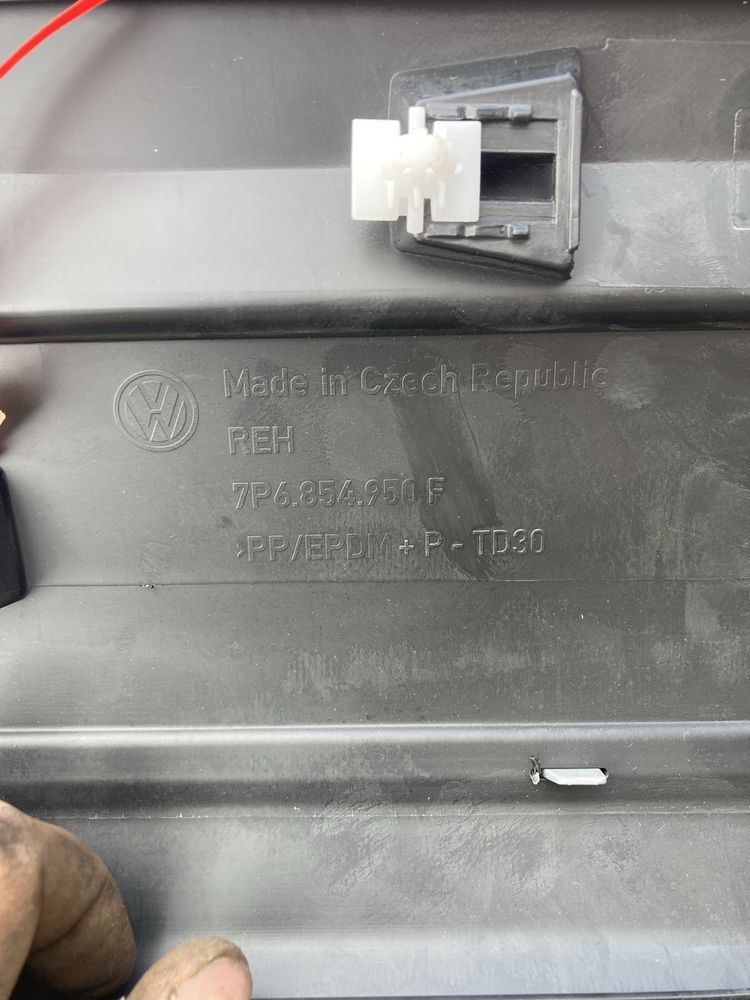 Made in Czech Republic
REH
7P6.854.950 F
>PP/EPDM + P - TD30